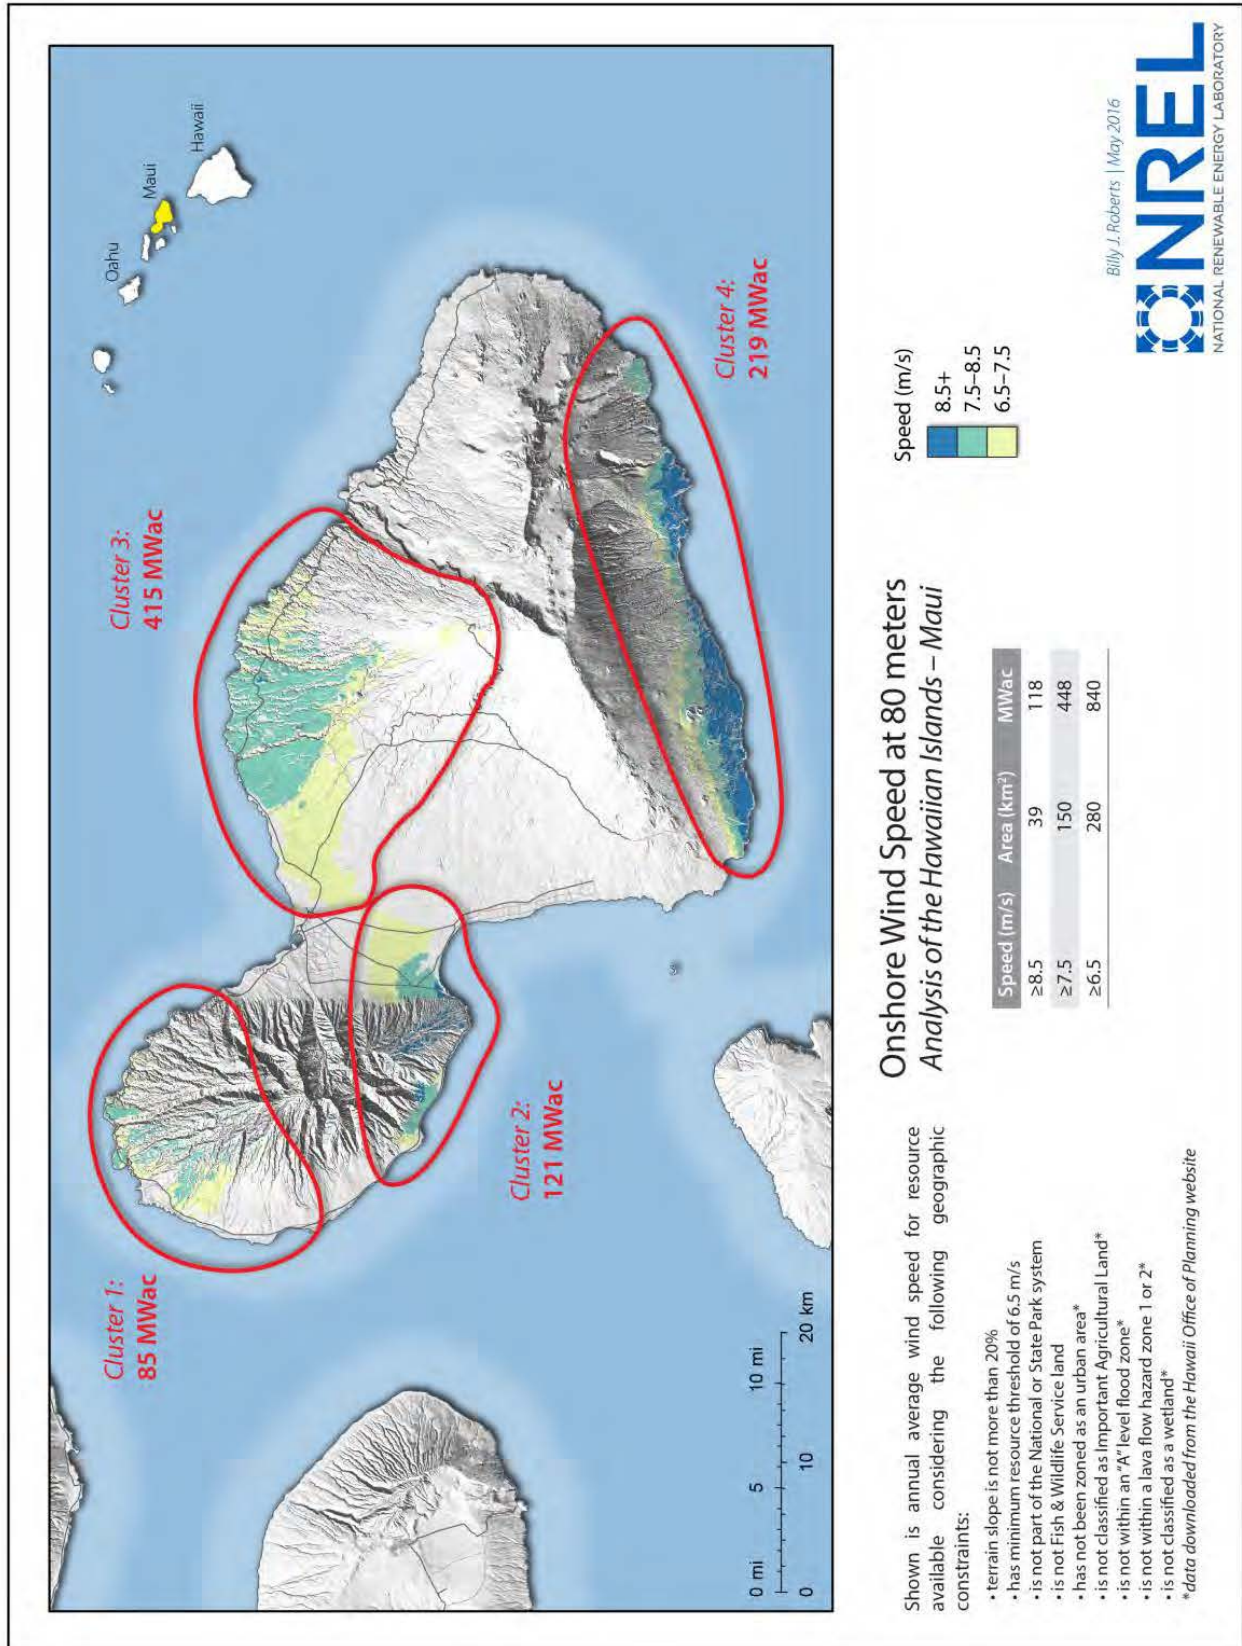 Oahu
Maui
Hawaii
Cluster 1:
85 MWac
Cluster 2:
121 MWac
Cluster 3:
415 MWac
Cluster 4:
219 MWac
0 mi 5 10 mi
0 10 20 km
Shown is annual average wind speed for resource
available considering the following geographic
constraints:
• terrain slope is not more than 20%
• has minimum resource threshold of 6.5 m/s
• is not part of the National or State Park system
• is not Fish & Wildlife Service land
• has not been zoned as an urban area*
• is not classified as Important Agricultural Land*
• is not within an "A" level flood zone*
• is not within a lava flow hazard zone 1 or 2*
• is not classified as a wetland*
*data downloaded from the Hawaii Office of Planning website
Onshore Wind Speed at 80 meters
Analysis of the Hawaiian Islands – Maui
Speed (m/s) Area (km²) MWac
≥8.5 39 118
≥7.5 150 448
≥6.5 280 840
Speed (m/s)
8.5+
7.5–8.5
6.5–7.5
Billy J. Roberts | May 2016
NREL
NATIONAL RENEWABLE ENERGY LABORATORY